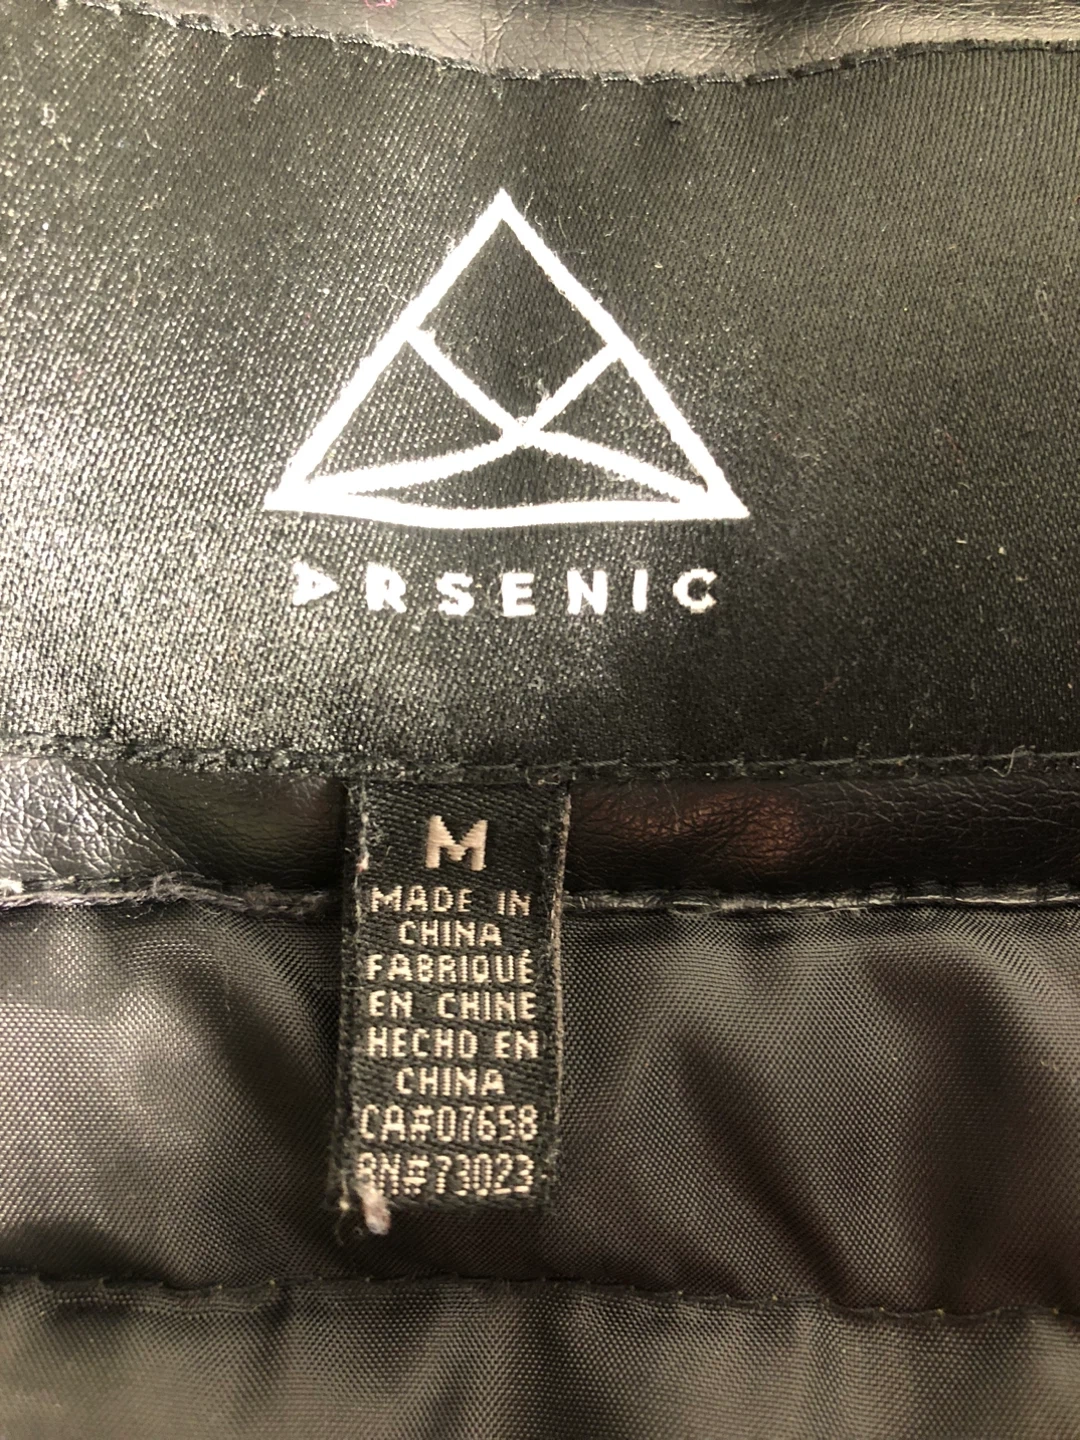 ARSENIC
M
MADE IN
CHINA
FABRIQUÉ
EN CHINE
HECHO EN
CHINA
CA#07658
RN#73023